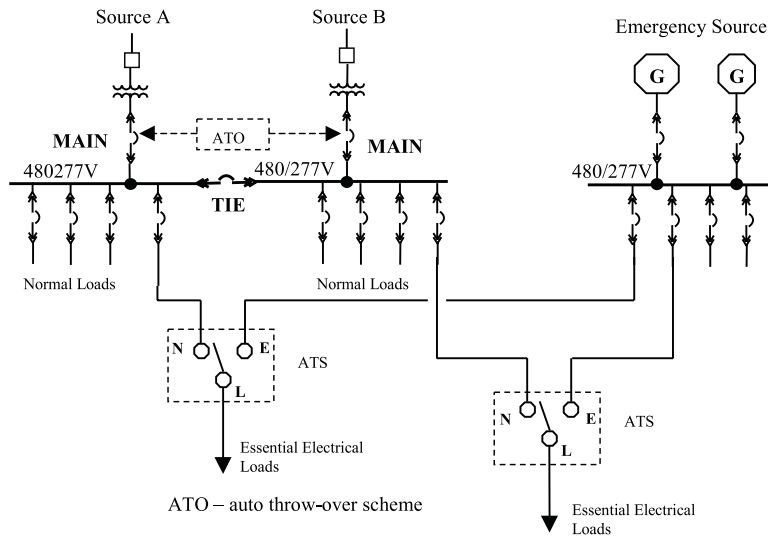 Source A
Source B
Emergency Source
G
G
MAIN
ATO
MAIN
480277V
480/277V
480/277V
TIE
Normal Loads
Normal Loads
N
E
ATS
L
N
E
ATS
L
Essential Electrical
Loads
ATO – auto throw-over scheme
Essential Electrical
Loads